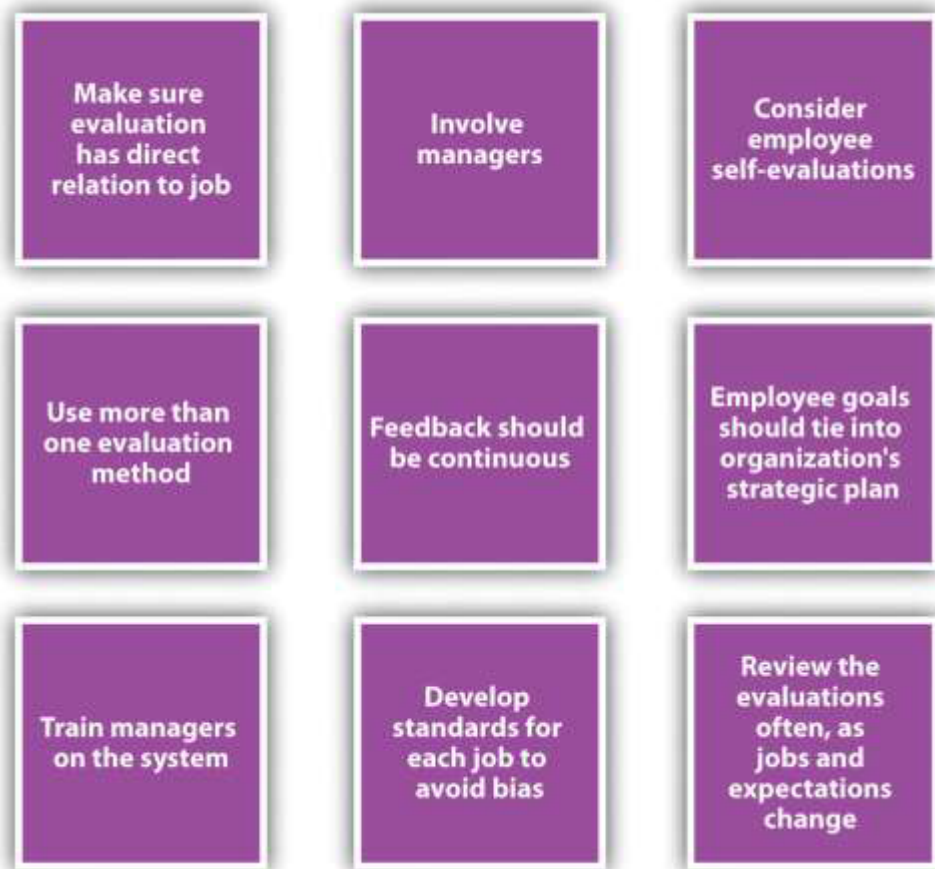 Make sure
evaluation
has direct
relation to job
Involve
managers
Consider
employee
self-evaluations
Use more than
one evaluation
method
Feedback should
be continuous
Employee goals
should tie into
organization's
strategic plan
Train managers
on the system
Develop
standards for
each job to
avoid bias
Review the
evaluations
often, as
jobs and
expectations
change